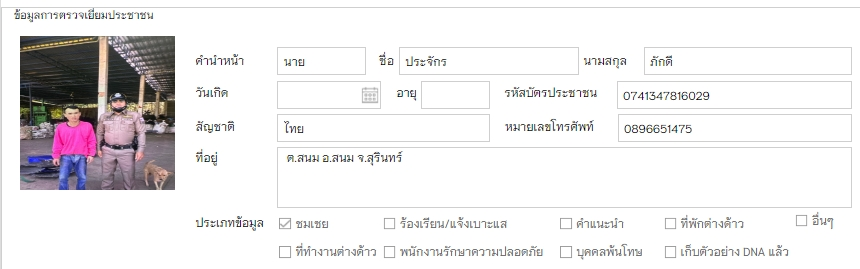 ข้อมูลการตรวจเยี่ยมประชาชน
คำนำหน้า นาย ชื่อ ประจักร นามสกุล ภักดี
วันเกิด อายุ รหัสบัตรประชาชน 0741347816029
สัญชาติ ไทย หมายเลขโทรศัพท์ 0896651475
ที่อยู่ ต.สนม อ.สนม จ.สุรินทร์
ประเภทข้อมูล ชมเชย ร้องเรียน/แจ้งเบาะแส คำแนะนำ ที่พักต่างด้าว อื่นๆ
ที่ทำงานต่างด้าว พนักงานรักษาความปลอดภัย บุคคลพ้นโทษ เก็บตัวอย่าง DNA แล้ว